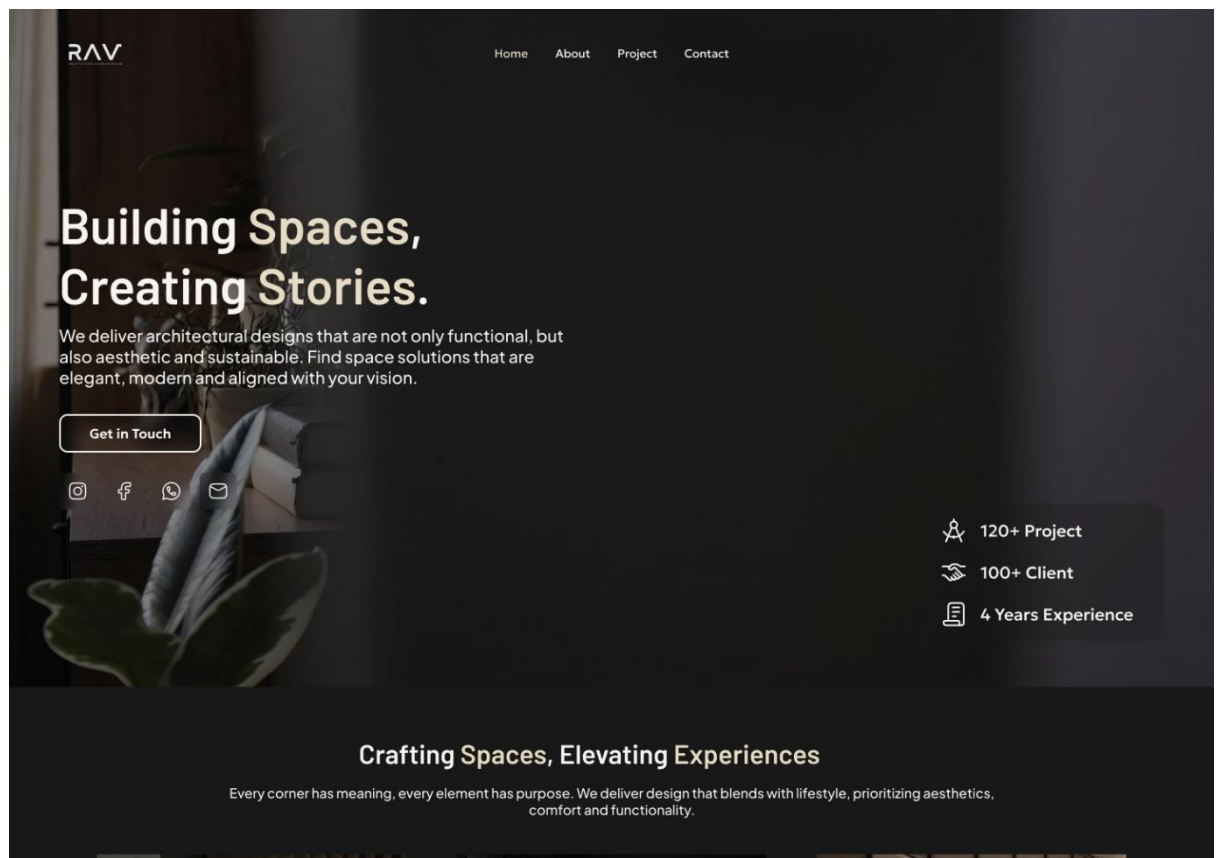 RAV
Home About Project Contact
Building Spaces,
Creating Stories.
We deliver architectural designs that are not only functional, but
also aesthetic and sustainable. Find space solutions that are
elegant, modern and aligned with your vision.
Get in Touch
120+ Project
100+ Client
4 Years Experience
Crafting Spaces, Elevating Experiences
Every corner has meaning, every element has purpose. We deliver design that blends with lifestyle, prioritizing aesthetics,
comfort and functionality.